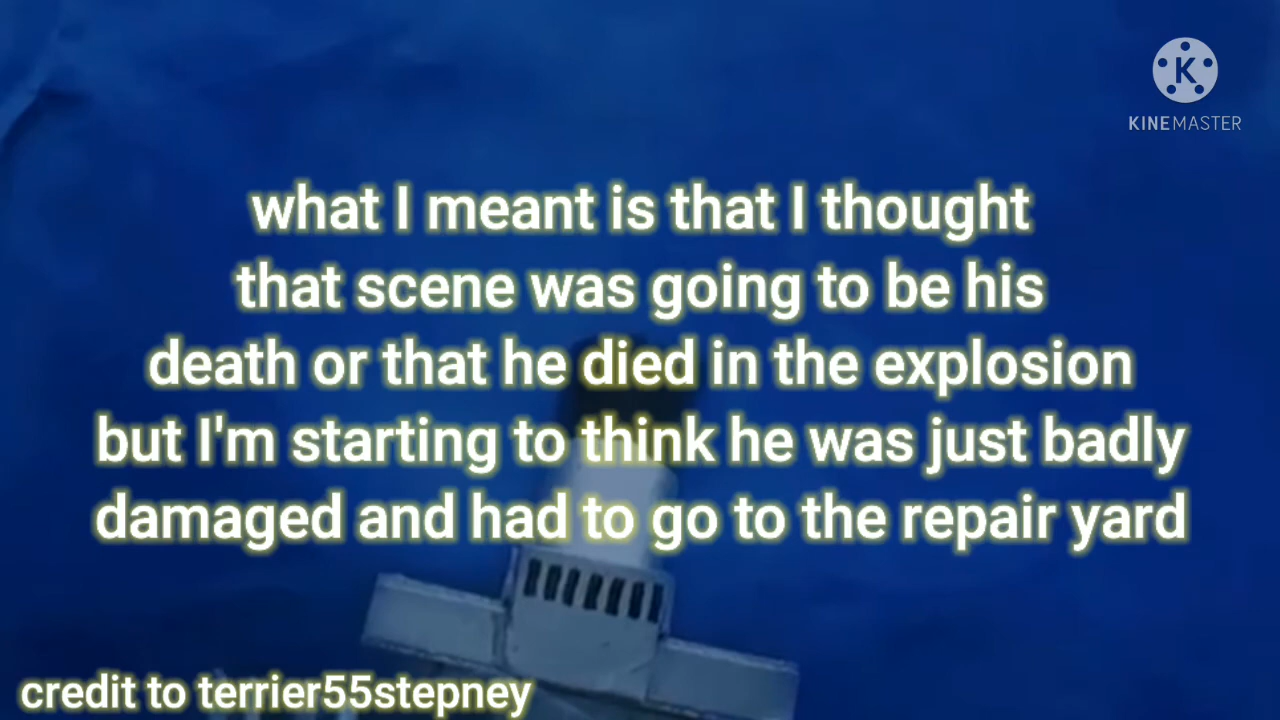 KINEMASTER
what I meant is that I thought
that scene was going to be his
death or that he died in the explosion
but I'm starting to think he was just badly
damaged and had to go to the repair yard
credit to terrier55stepney